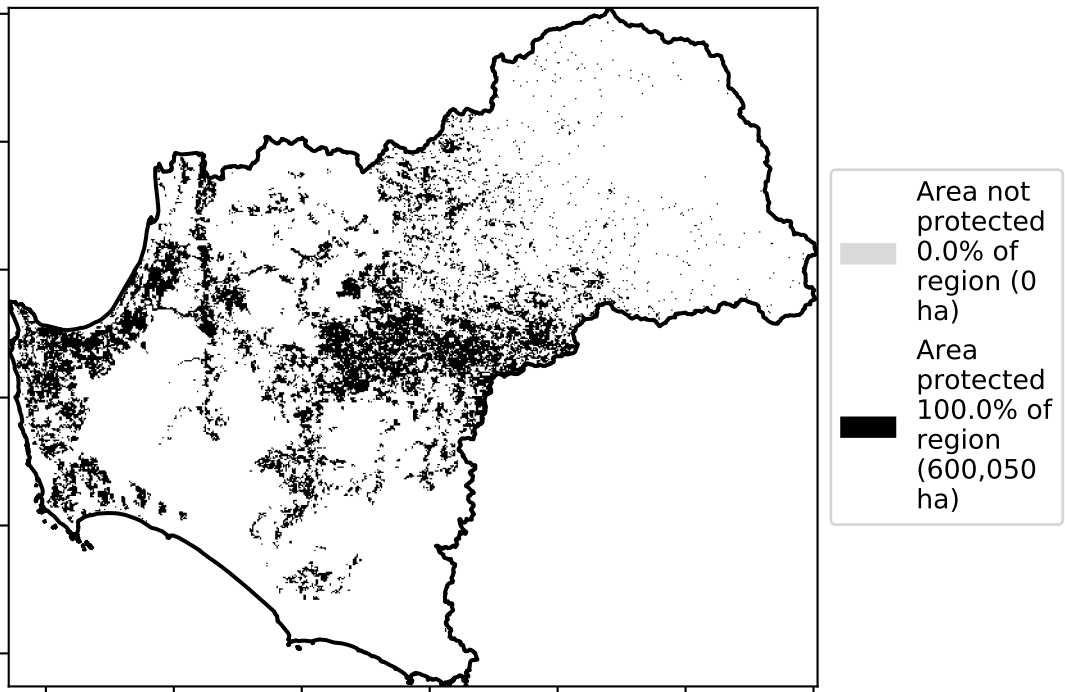 Area not
protected
0.0% of
region (0
ha)
Area
protected
100.0% of
region
(600,050
ha)